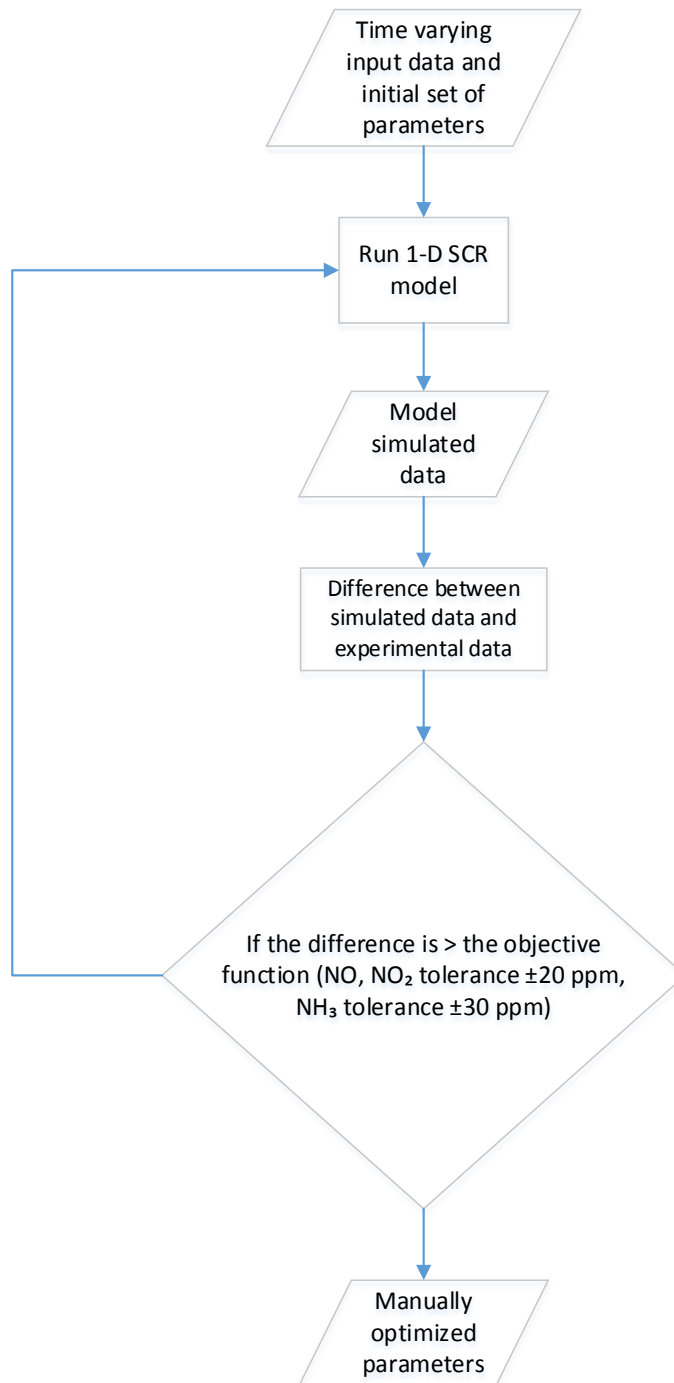 Time varying
input data and
initial set of
parameters
Run 1-D SCR
model
Model
simulated
data
Difference between
simulated data and
experimental data
If the difference is > the objective
function (NO, NO₂ tolerance ±20 ppm,
NH₃ tolerance ±30 ppm)
Manually
optimized
parameters